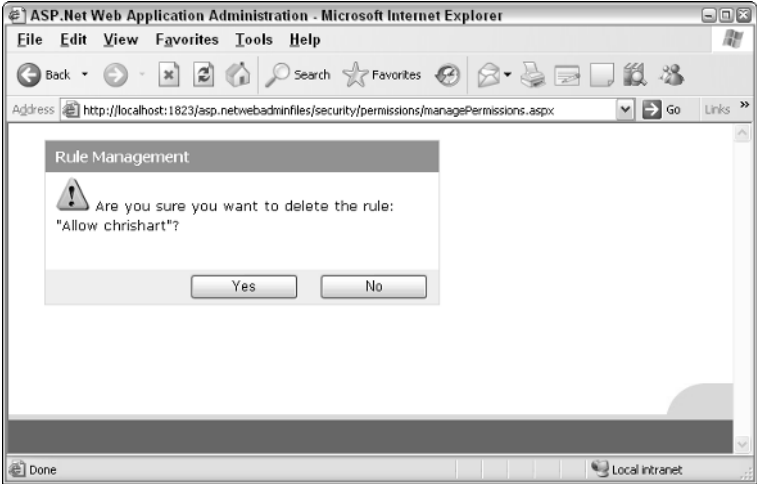 ASP.Net Web Application Administration - Microsoft Internet Explorer
File Edit View Favorites Tools Help
Back Search Favorites
Address http://localhost:1823/asp.netwebadminfiles/security/permissions/managePermissions.aspx Go Links »
Rule Management
Are you sure you want to delete the rule:
"Allow chrishart"?
Yes No
Done Local intranet